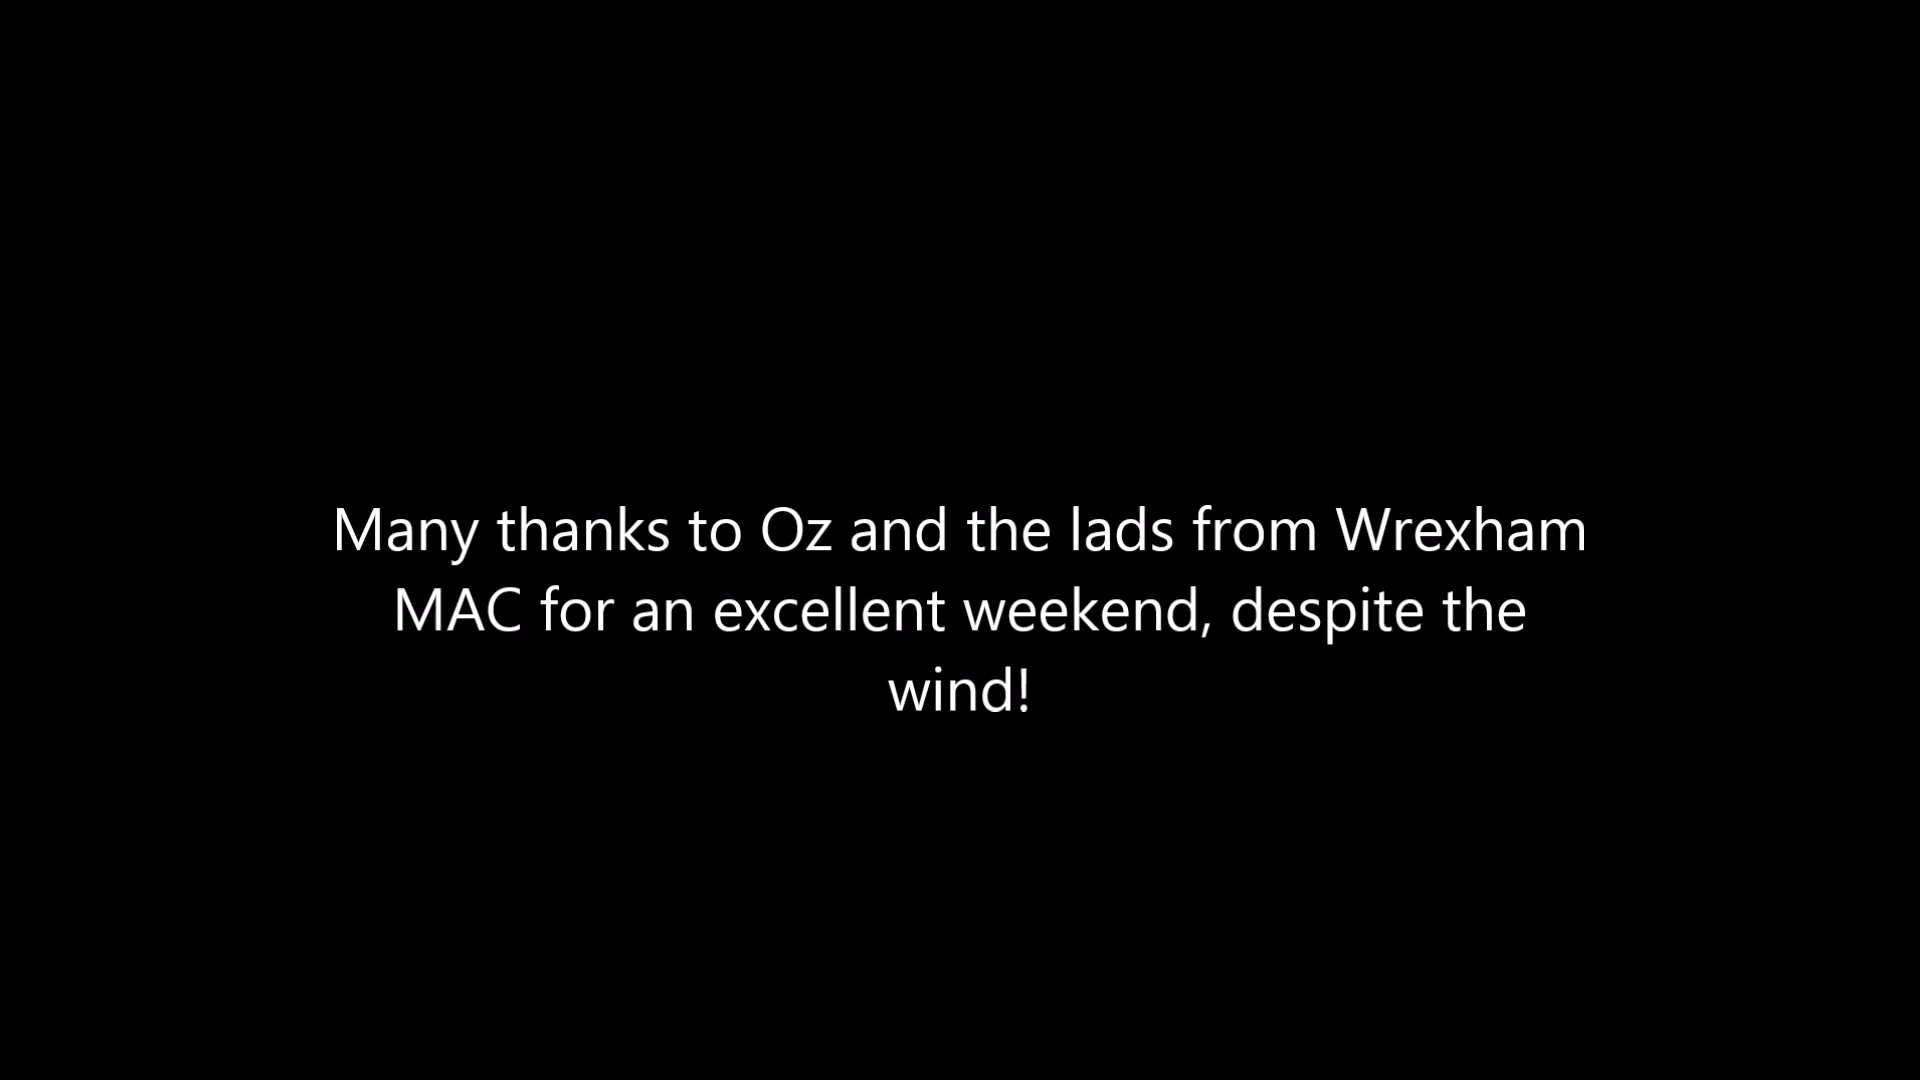 Many thanks to Oz and the lads from Wrexham
MAC for an excellent weekend, despite the
wind!